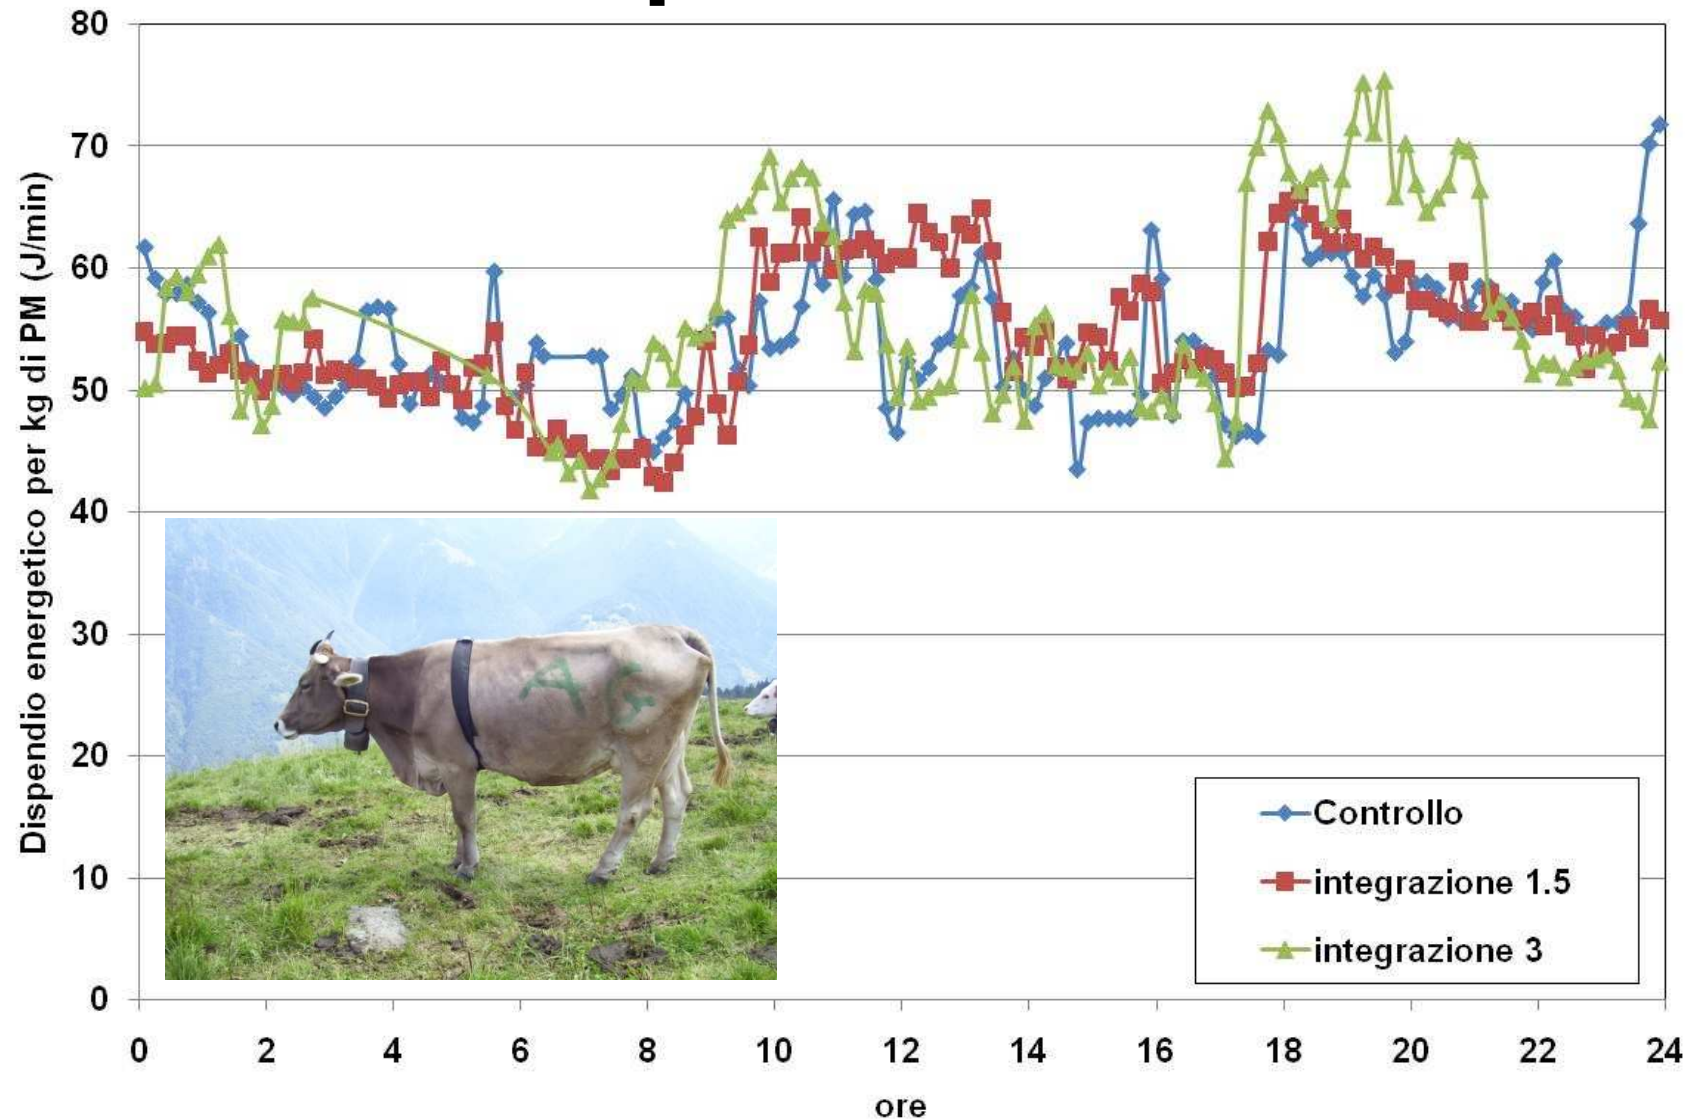 80
70
60
50
40
30
20
10
0
Dispendio energetico per kg di PM (J/min)
A G
Controllo
integrazione 1.5
integrazione 3
0 2 4 6 8 10 12 14 16 18 20 22 24
ore